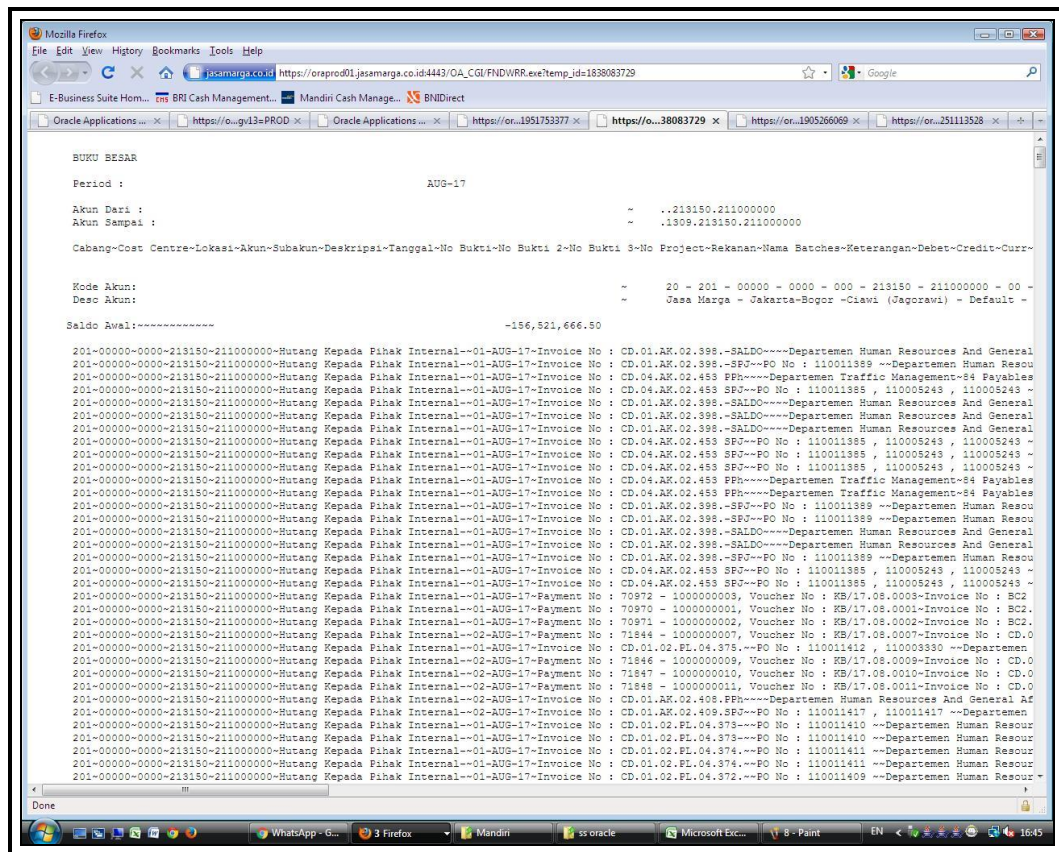 Mozilla Firefox
File Edit View History Bookmarks Tools Help
jasamarga.co.id https://oraprod01.jasamarga.co.id:4443/OA_CGI/FNDWRR.exe?temp_id=1838083729
Google
E-Business Suite Hom... BRI Cash Management... Mandiri Cash Manage... BNIDirect
Oracle Applications ... https://o...gv13=PROD Oracle Applications ... https://or...1951753377 https://o...38083729 https://or...1905266069 https://or...251113528
BUKU BESAR
Period : AUG-17
Akun Dari : ~ ..213150.211000000
Akun Sampai : ~ .1309.213150.211000000
Cabang~Cost Centre~Lokasi~Akun~Subakun~Deskripsi~Tanggal~No Bukti~No Bukti 2~No Bukti 3~No Project~Rekanan~Nama Batches~Keterangan~Debet~Credit~Curr~
Kode Akun: ~ 20 - 201 - 00000 - 0000 - 000 - 213150 - 211000000 - 00 -
Desc Akun: ~ Jasa Marga - Jakarta-Bogor -Ciawi (Jagorawi) - Default -
Saldo Awal:~~~~~~~~~~~~ -156,521,666.50
201~00000~0000~213150~211000000~Hutang Kepada Pihak Internal~~01-AUG-17~Invoice No : CD.01.AK.02.398.-SALDO~~~~Departemen Human Resources And General
201~00000~0000~213150~211000000~Hutang Kepada Pihak Internal~~01-AUG-17~Invoice No : CD.01.AK.02.398.-SPJ~~PO No : 110011389 ~~Departemen Human Resou
201~00000~0000~213150~211000000~Hutang Kepada Pihak Internal~~01-AUG-17~Invoice No : CD.04.AK.02.453 PPh~~~~Departemen Traffic Management~84 Payables
201~00000~0000~213150~211000000~Hutang Kepada Pihak Internal~~01-AUG-17~Invoice No : CD.04.AK.02.453 SPJ~~PO No : 110011385 , 110005243 , 110005243 ~
201~00000~0000~213150~211000000~Hutang Kepada Pihak Internal~~01-AUG-17~Invoice No : CD.01.AK.02.398.-SALDO~~~~Departemen Human Resources And General
201~00000~0000~213150~211000000~Hutang Kepada Pihak Internal~~01-AUG-17~Invoice No : CD.01.AK.02.398.-SALDO~~~~Departemen Human Resources And General
201~00000~0000~213150~211000000~Hutang Kepada Pihak Internal~~01-AUG-17~Invoice No : CD.01.AK.02.398.-SALDO~~~~Departemen Human Resources And General
201~00000~0000~213150~211000000~Hutang Kepada Pihak Internal~~01-AUG-17~Invoice No : CD.04.AK.02.453 SPJ~~PO No : 110011385 , 110005243 , 110005243 ~
201~00000~0000~213150~211000000~Hutang Kepada Pihak Internal~~01-AUG-17~Invoice No : CD.04.AK.02.453 SPJ~~PO No : 110011385 , 110005243 , 110005243 ~
201~00000~0000~213150~211000000~Hutang Kepada Pihak Internal~~01-AUG-17~Invoice No : CD.04.AK.02.453 SPJ~~PO No : 110011385 , 110005243 , 110005243 ~
201~00000~0000~213150~211000000~Hutang Kepada Pihak Internal~~01-AUG-17~Invoice No : CD.04.AK.02.453 PPh~~~~Departemen Traffic Management~84 Payables
201~00000~0000~213150~211000000~Hutang Kepada Pihak Internal~~01-AUG-17~Invoice No : CD.04.AK.02.453 PPh~~~~Departemen Traffic Management~84 Payables
201~00000~0000~213150~211000000~Hutang Kepada Pihak Internal~~01-AUG-17~Invoice No : CD.01.AK.02.398.-SPJ~~PO No : 110011389 ~~Departemen Human Resou
201~00000~0000~213150~211000000~Hutang Kepada Pihak Internal~~01-AUG-17~Invoice No : CD.01.AK.02.398.-SPJ~~PO No : 110011389 ~~Departemen Human Resou
201~00000~0000~213150~211000000~Hutang Kepada Pihak Internal~~01-AUG-17~Invoice No : CD.01.AK.02.398.-SALDO~~~~Departemen Human Resources And General
201~00000~0000~213150~211000000~Hutang Kepada Pihak Internal~~01-AUG-17~Invoice No : CD.01.AK.02.398.-SALDO~~~~Departemen Human Resources And General
201~00000~0000~213150~211000000~Hutang Kepada Pihak Internal~~01-AUG-17~Invoice No : CD.01.AK.02.398.-SPJ~~PO No : 110011389 ~~Departemen Human Resou
201~00000~0000~213150~211000000~Hutang Kepada Pihak Internal~~01-AUG-17~Invoice No : CD.04.AK.02.453 SPJ~~PO No : 110011385 , 110005243 , 110005243 ~
201~00000~0000~213150~211000000~Hutang Kepada Pihak Internal~~01-AUG-17~Invoice No : CD.04.AK.02.453 SPJ~~PO No : 110011385 , 110005243 , 110005243 ~
201~00000~0000~213150~211000000~Hutang Kepada Pihak Internal~~01-AUG-17~Payment No : 70972 - 1000000003, Voucher No : KB/17.08.0003~Invoice No : BC2
201~00000~0000~213150~211000000~Hutang Kepada Pihak Internal~~01-AUG-17~Payment No : 70970 - 1000000001, Voucher No : KB/17.08.0001~Invoice No : BC2.
201~00000~0000~213150~211000000~Hutang Kepada Pihak Internal~~01-AUG-17~Payment No : 70971 - 1000000002, Voucher No : KB/17.08.0002~Invoice No : BC2.
201~00000~0000~213150~211000000~Hutang Kepada Pihak Internal~~02-AUG-17~Payment No : 71844 - 1000000007, Voucher No : KB/17.08.0007~Invoice No : CD.0
201~00000~0000~213150~211000000~Hutang Kepada Pihak Internal~~01-AUG-17~Invoice No : CD.01.02.PL.04.375.~~PO No : 110011412 , 110003330 ~~Departemen
201~00000~0000~213150~211000000~Hutang Kepada Pihak Internal~~02-AUG-17~Payment No : 71846 - 1000000009, Voucher No : KB/17.08.0009~Invoice No : CD.0
201~00000~0000~213150~211000000~Hutang Kepada Pihak Internal~~02-AUG-17~Payment No : 71847 - 1000000010, Voucher No : KB/17.08.0010~Invoice No : CD.0
201~00000~0000~213150~211000000~Hutang Kepada Pihak Internal~~02-AUG-17~Payment No : 71848 - 1000000011, Voucher No : KB/17.08.0011~Invoice No : CD.0
201~00000~0000~213150~211000000~Hutang Kepada Pihak Internal~~02-AUG-17~Invoice No : CD.01.AK.02.408.PPh~~~~Departemen Human Resources And General Af
201~00000~0000~213150~211000000~Hutang Kepada Pihak Internal~~02-AUG-17~Invoice No : CD.01.AK.02.409.SPJ~~PO No : 110011417 , 110011417 ~~Departemen
201~00000~0000~213150~211000000~Hutang Kepada Pihak Internal~~01-AUG-17~Invoice No : CD.01.02.PL.04.373~~PO No : 110011410 ~~Departemen Human Resour
201~00000~0000~213150~211000000~Hutang Kepada Pihak Internal~~01-AUG-17~Invoice No : CD.01.02.PL.04.373~~PO No : 110011410 ~~Departemen Human Resour
201~00000~0000~213150~211000000~Hutang Kepada Pihak Internal~~01-AUG-17~Invoice No : CD.01.02.PL.04.374.~~PO No : 110011411 ~~Departemen Human Resour
201~00000~0000~213150~211000000~Hutang Kepada Pihak Internal~~01-AUG-17~Invoice No : CD.01.02.PL.04.374.~~PO No : 110011411 ~~Departemen Human Resour
201~00000~0000~213150~211000000~Hutang Kepada Pihak Internal~~01-AUG-17~Invoice No : CD.01.02.PL.04.372.~~PO No : 110011409 ~~Departemen Human Resour
Done
WhatsApp - G... 3 Firefox Mandiri ss oracle Microsoft Exc... 8 - Paint EN 16:45